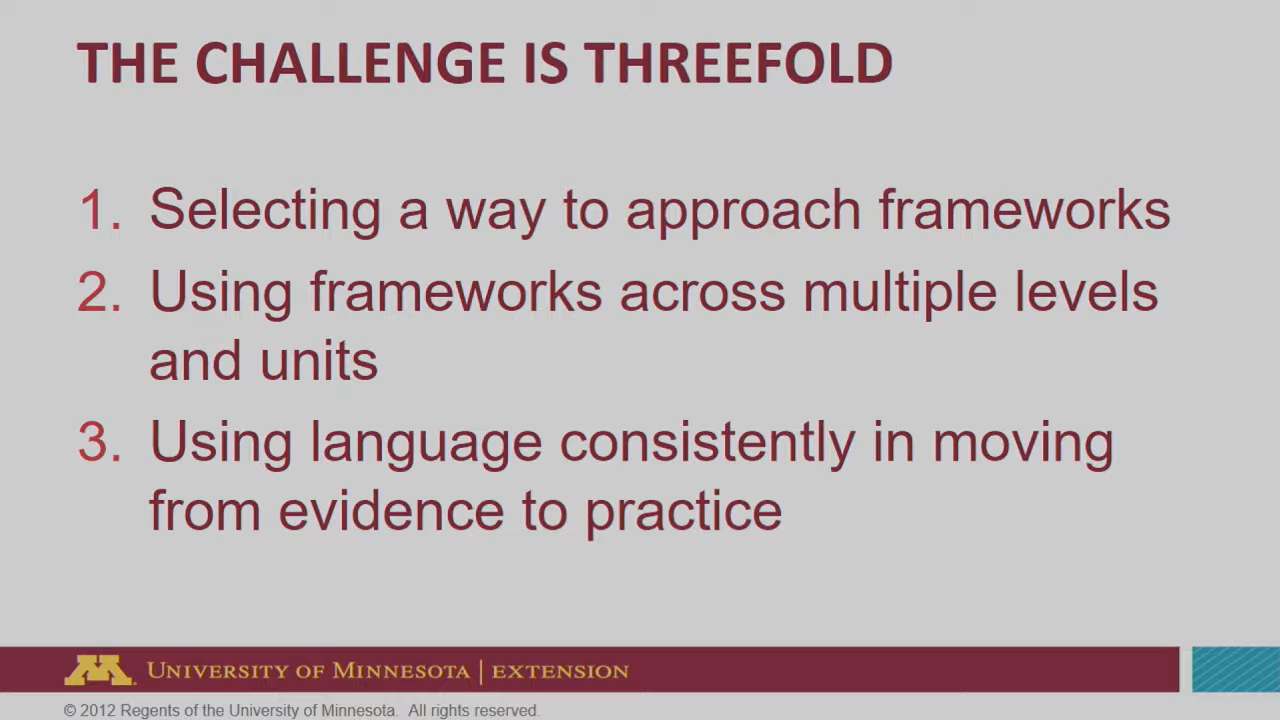 THE CHALLENGE IS THREEFOLD
1. Selecting a way to approach frameworks
2. Using frameworks across multiple levels
and units
3. Using language consistently in moving
from evidence to practice
M UNIVERSITY OF MINNESOTA | EXTENSION
© 2012 Regents of the University of Minnesota. All rights reserved.